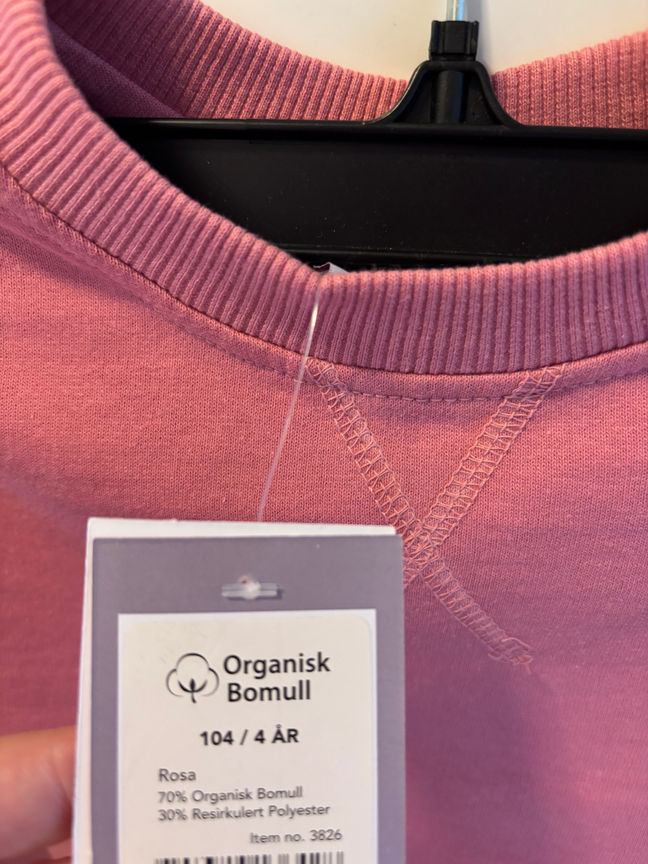 Organisk
Bomull
104 / 4 ÅR
Rosa
70% Organisk Bomull
30% Resirkulert Polyester
Item no. 3826